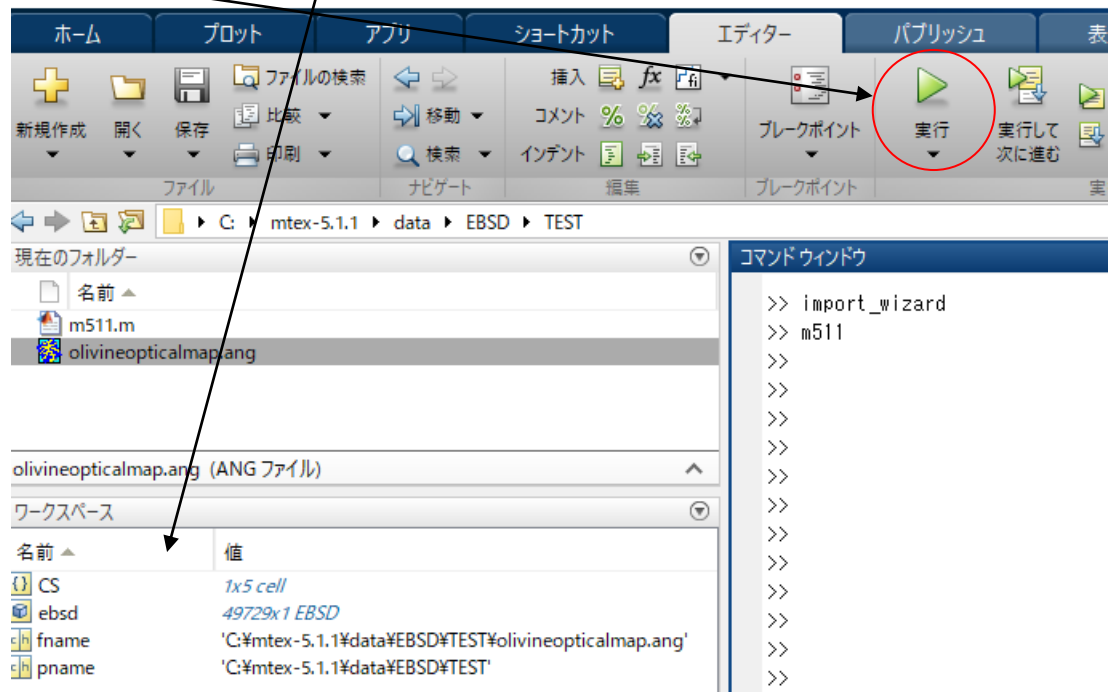 ホーム プロット アプリ ショートカット エディター パブリッシュ 表
新規作成 開く 保存 ファイルの検索 比較 印刷
ファイル
移動 検索
ナビゲート
挿入 fx fi
コメント % % %
インデント
編集
ブレークポイント
ブレークポイント
実行 実行して
次に進む
実
C: mtex-5.1.1 data EBSD TEST
現在のフォルダー
名前
m511.m
olivineopticalmap.ang
olivineopticalmap.ang (ANG ファイル)
ワークスペース
名前 値
CS 1x5 cell
ebsd 49729x1 EBSD
fname 'C:¥mtex-5.1.1¥data¥EBSD¥TEST¥olivineopticalmap.ang'
pname 'C:¥mtex-5.1.1¥data¥EBSD¥TEST'
コマンド ウィンドウ
>> import_wizard
>> m511
>>
>>
>>
>>
>>
>>
>>
>>
>>
>>
>>
>>